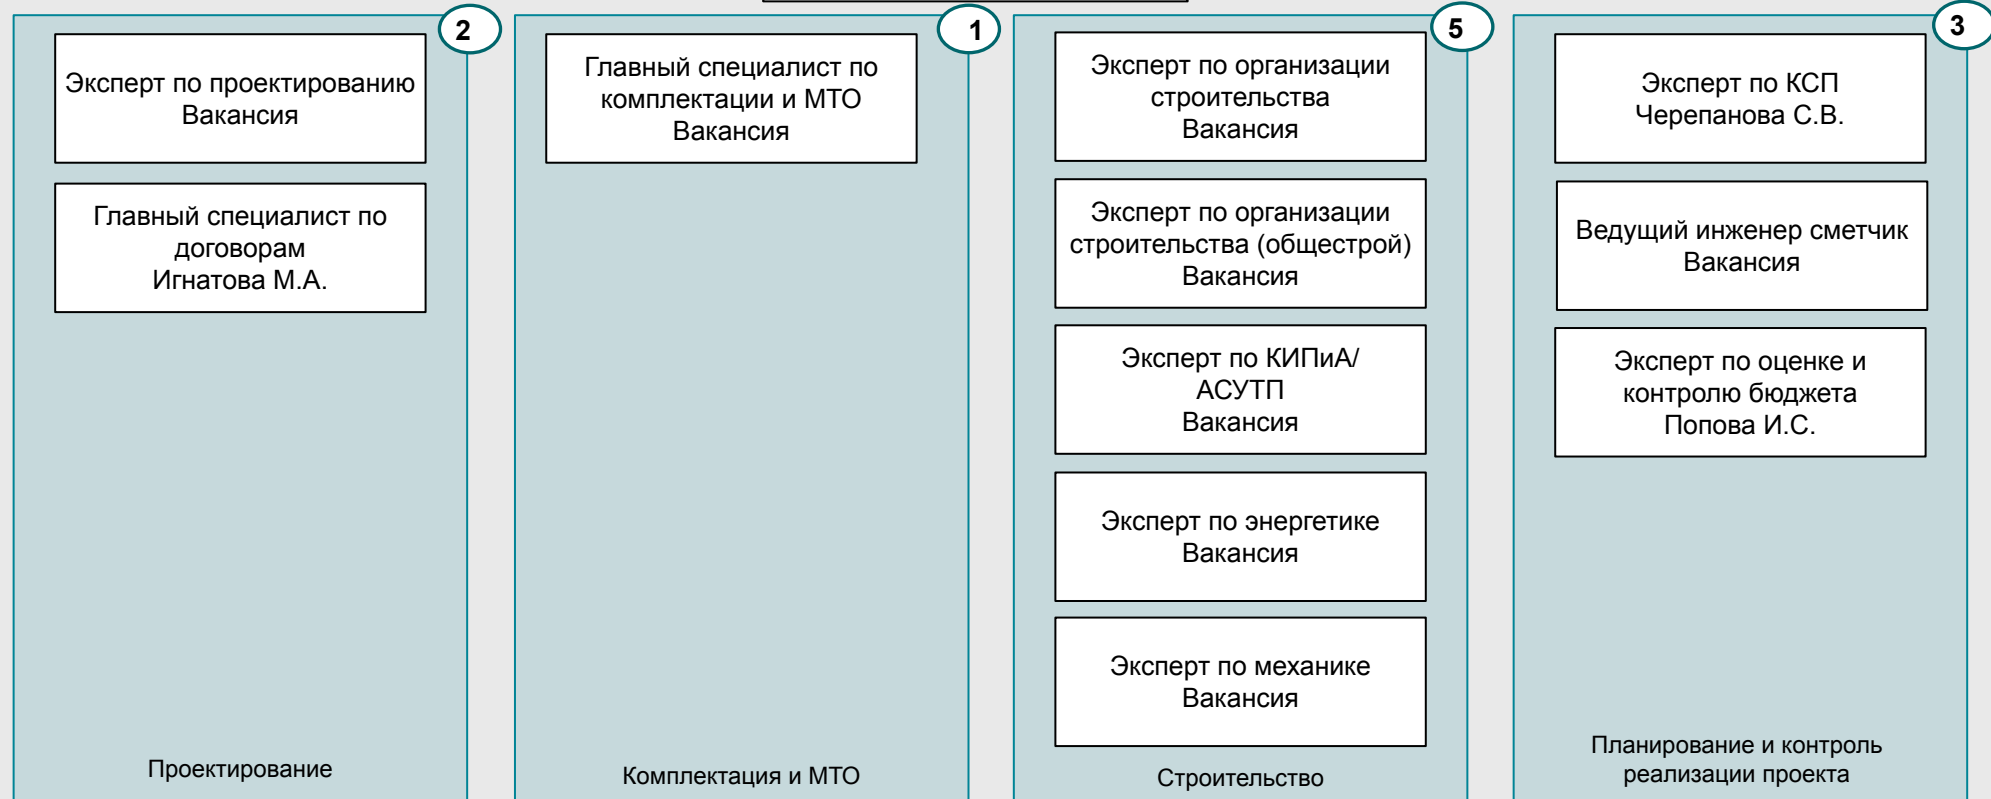 2
Эксперт по проектированию
Вакансия
Главный специалист по
договорам
Игнатова М.А.
Проектирование
1
Главный специалист по
комплектации и МТО
Вакансия
Комплектация и МТО
5
Эксперт по организации
строительства
Вакансия
Эксперт по организации
строительства (общестрой)
Вакансия
Эксперт по КИПиА/
АСУТП
Вакансия
Эксперт по энергетике
Вакансия
Эксперт по механике
Вакансия
Строительство
3
Эксперт по КСП
Черепанова С.В.
Ведущий инженер сметчик
Вакансия
Эксперт по оценке и
контролю бюджета
Попова И.С.
Планирование и контроль
реализации проекта